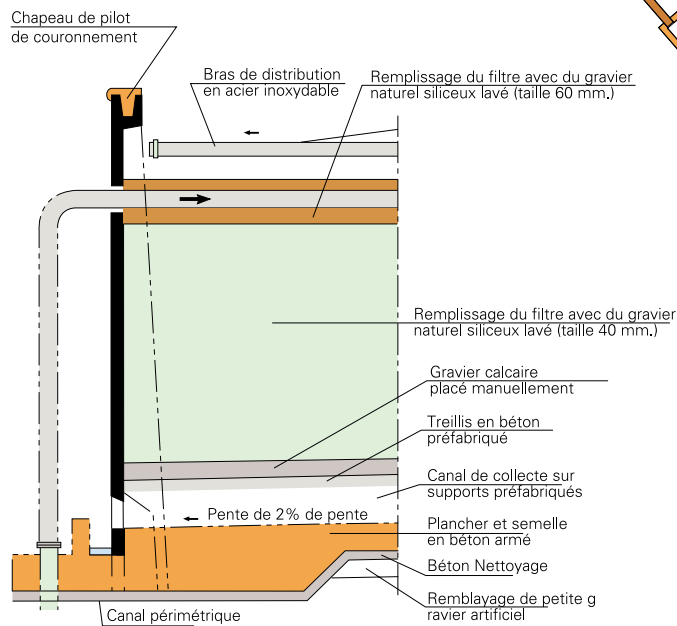 Chapeau de pilot
de couronnement
Bras de distribution
en acier inoxydable
Remplissage du filtre avec du gravier
naturel siliceux lavé (taille 60 mm.)
Remplissage du filtre avec du gravier
naturel siliceux lavé (taille 40 mm.)
Gravier calcaire
placé manuellement
Treillis en béton
préfabriqué
Canal de collecte sur
supports préfabriqués
Pente de 2% de pente
Plancher et semelle
en béton armé
Béton Nettoyage
Remblayage de petite g
ravier artificiel
Canal périmétrique